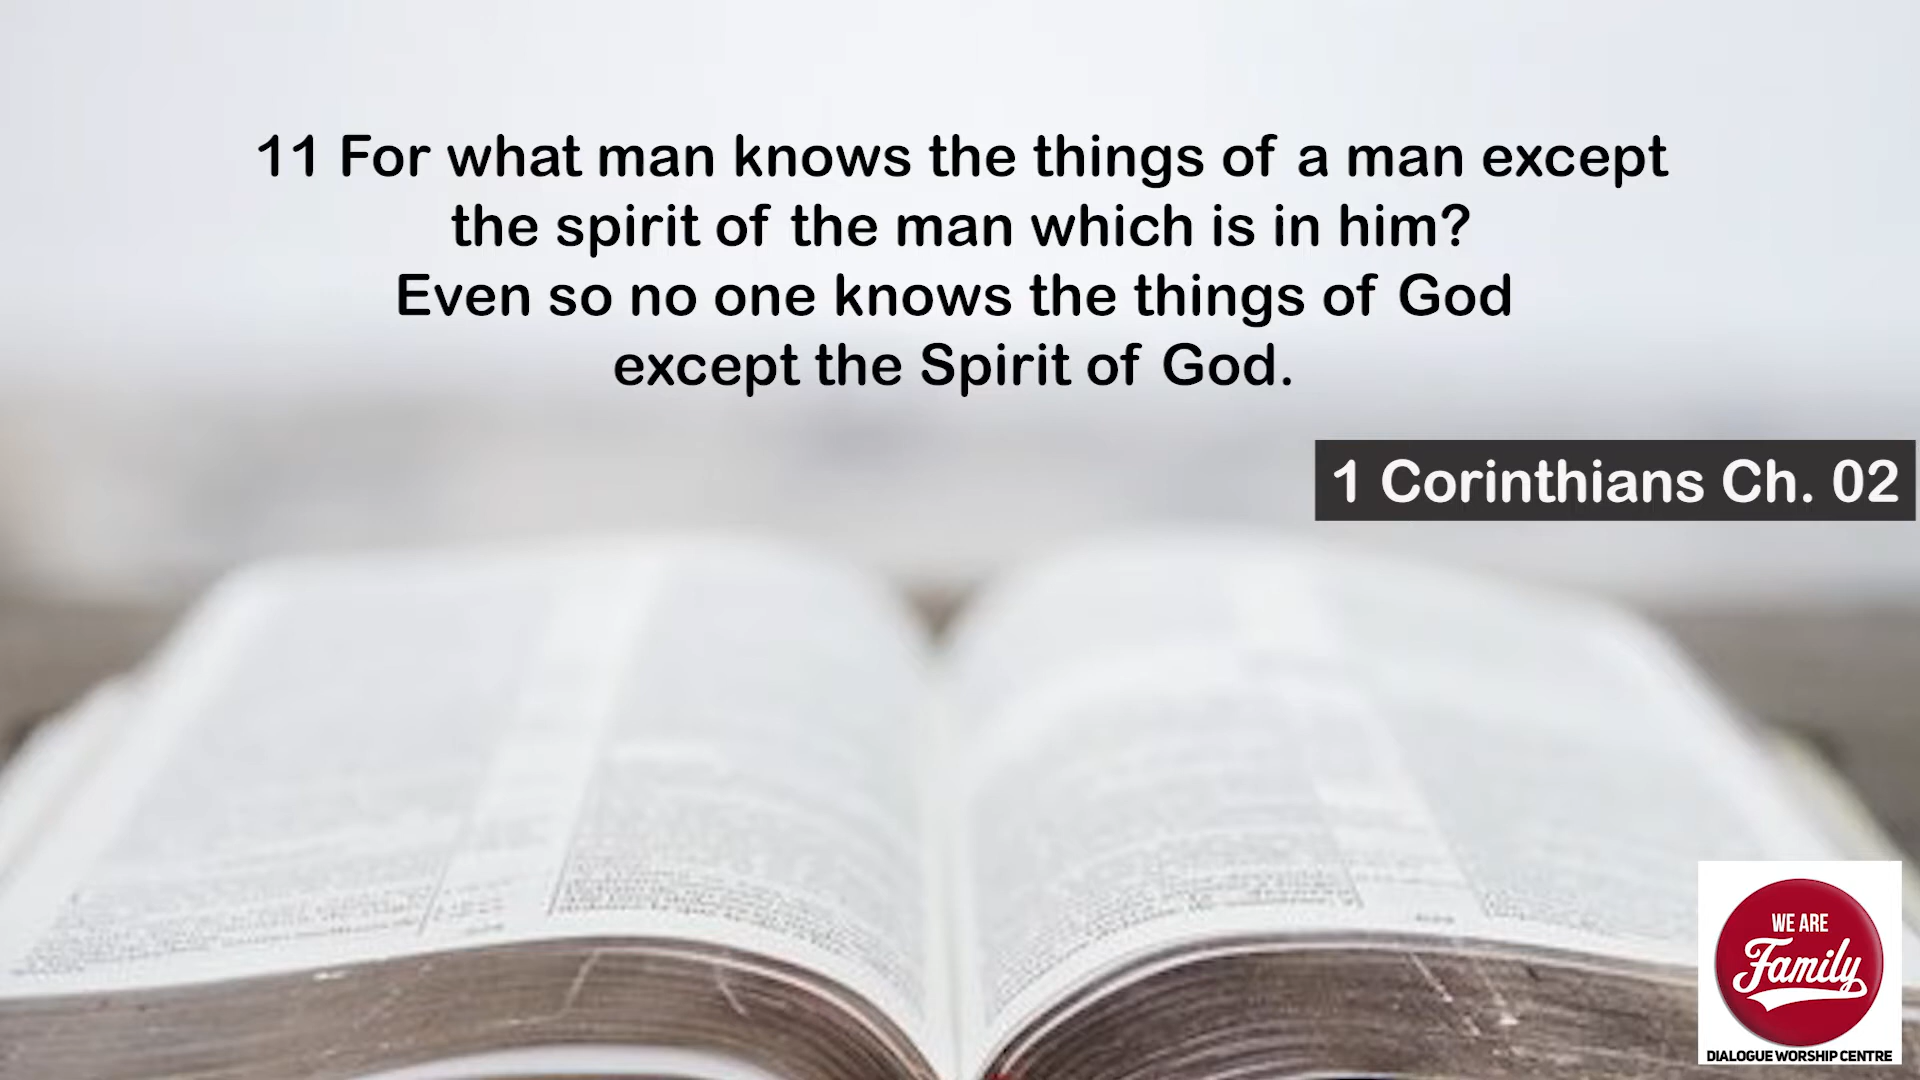 11 For what man knows the things of a man except
the spirit of the man which is in him?
Even so no one knows the things of God
except the Spirit of God.
1 Corinthians Ch. 02
WE ARE
Family
DIALOGUE WORSHIP CENTRE